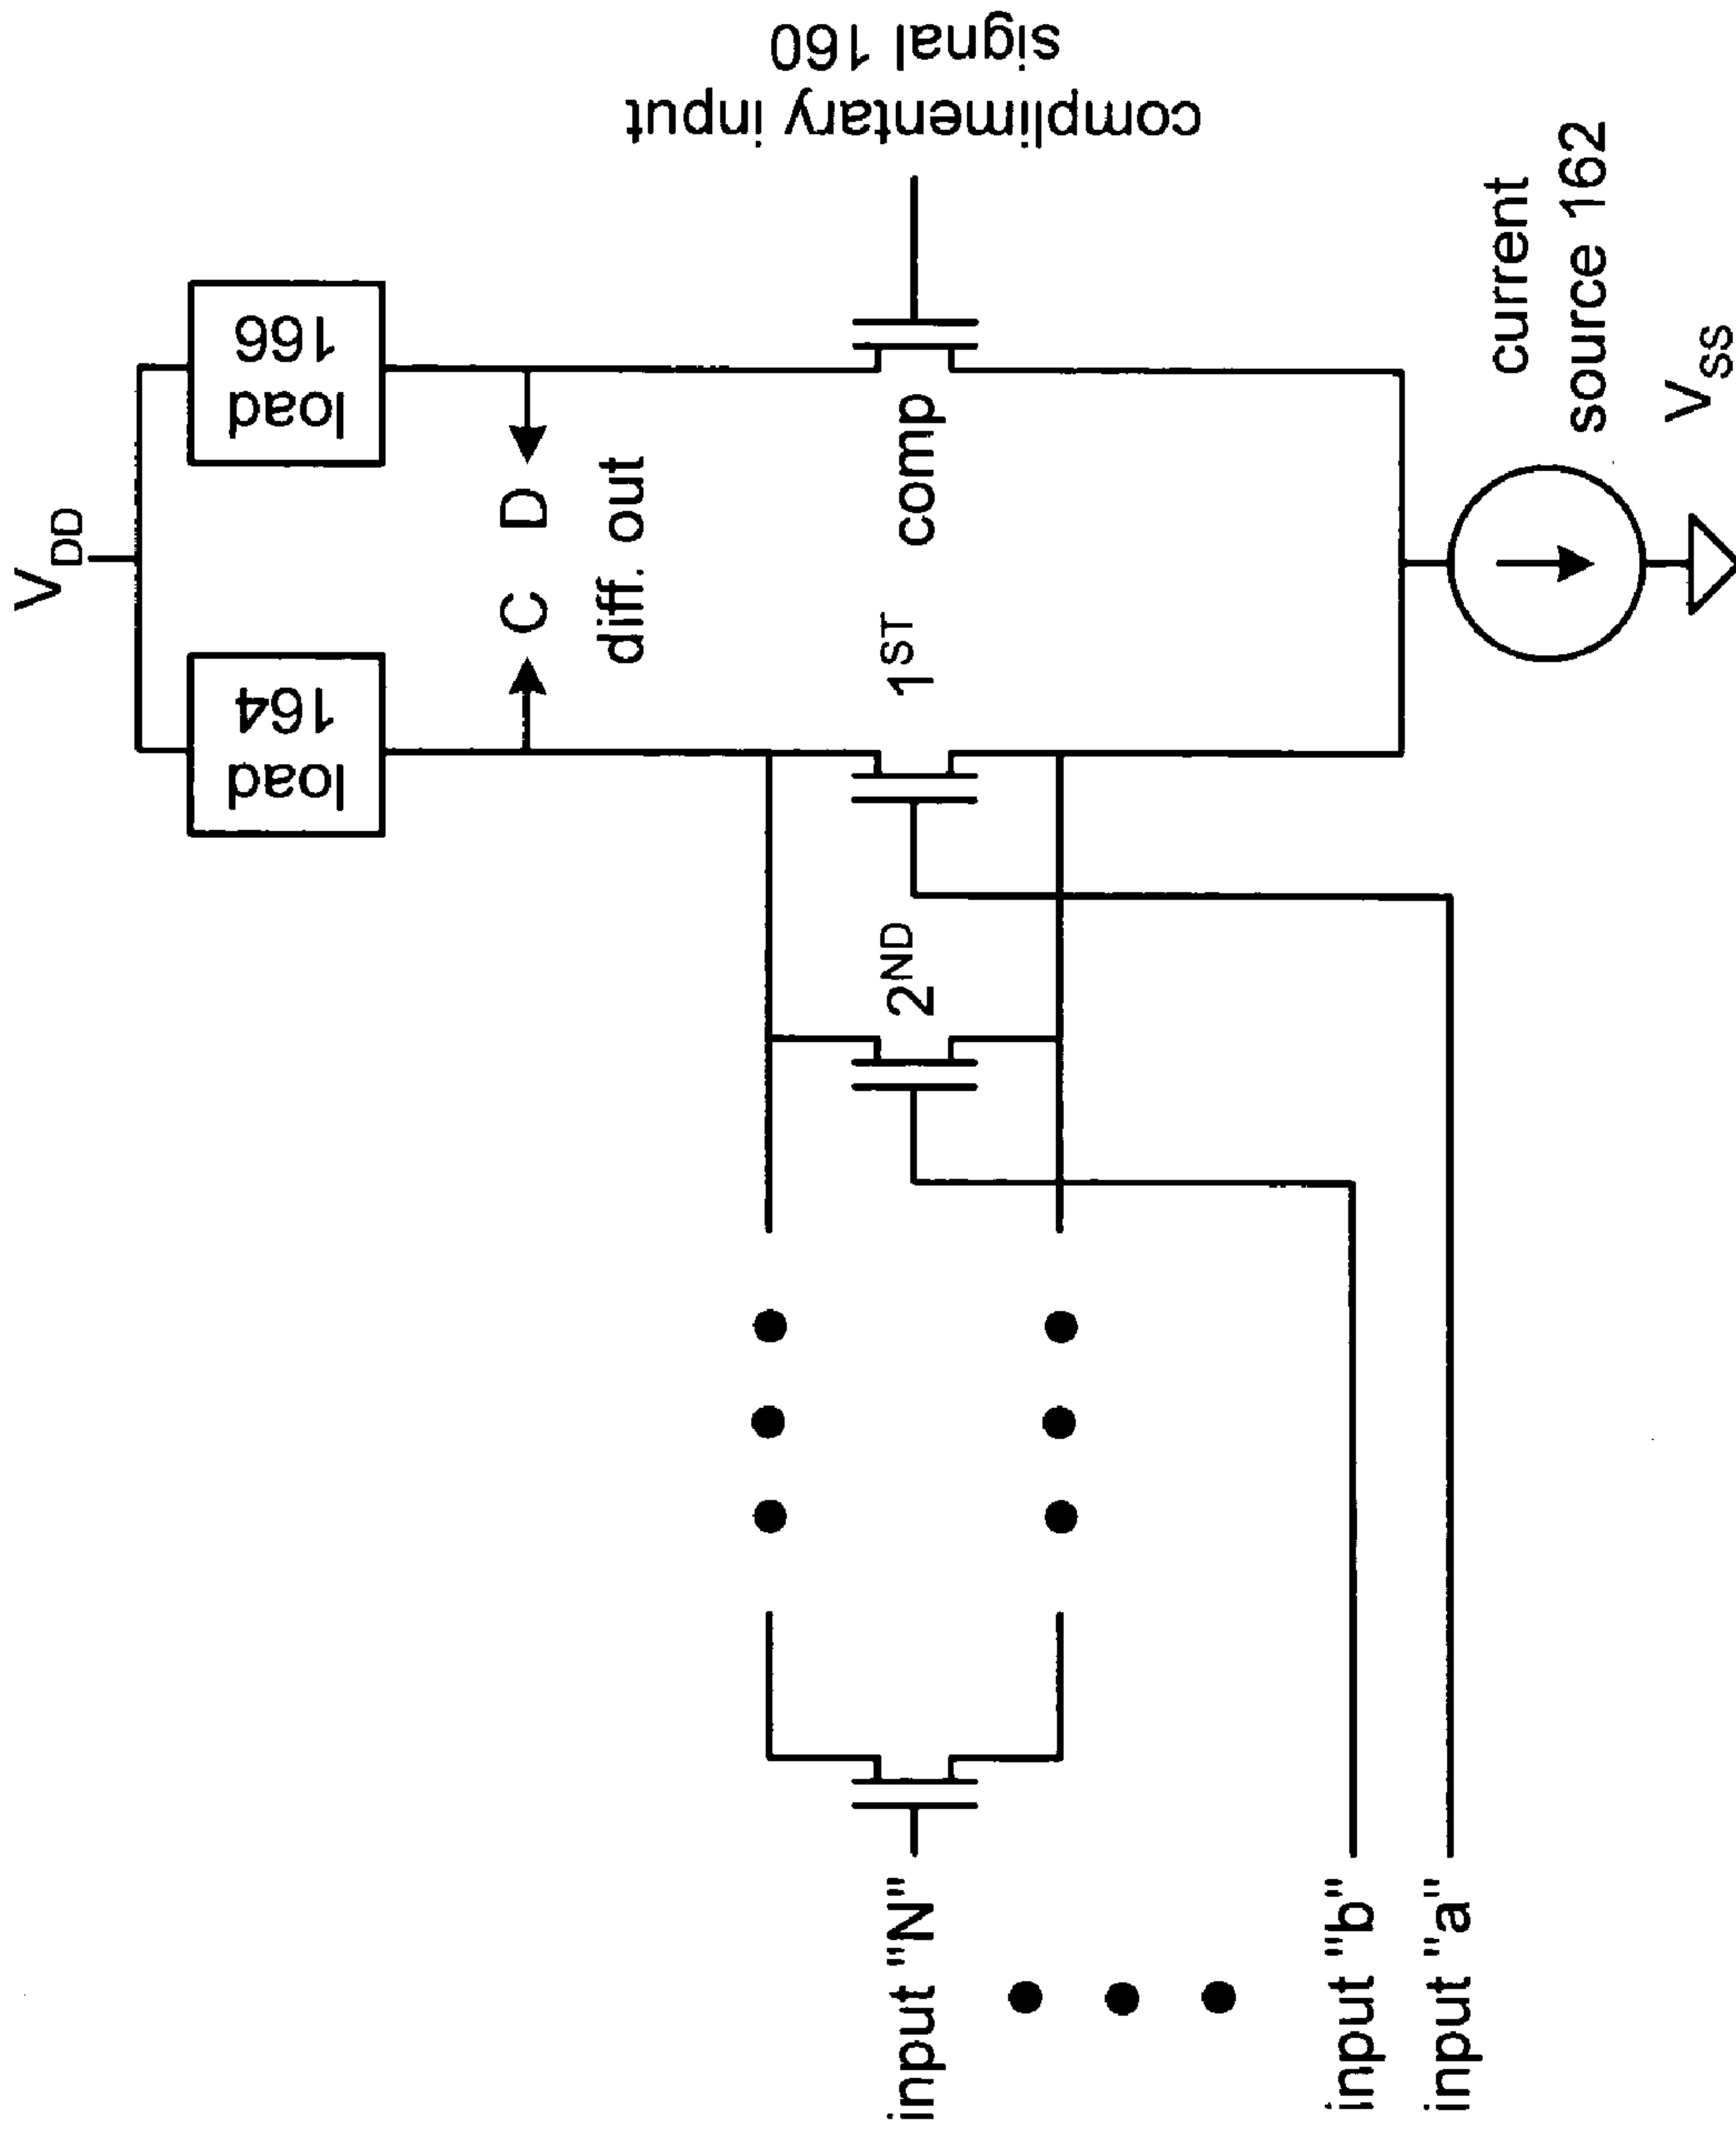 V_DD
load
164
load
166
C D
diff. out
1ST
comp
2ND
complimentary input
signal 160
current
source 162
V_SS
input "N"
input "b"
input "a"